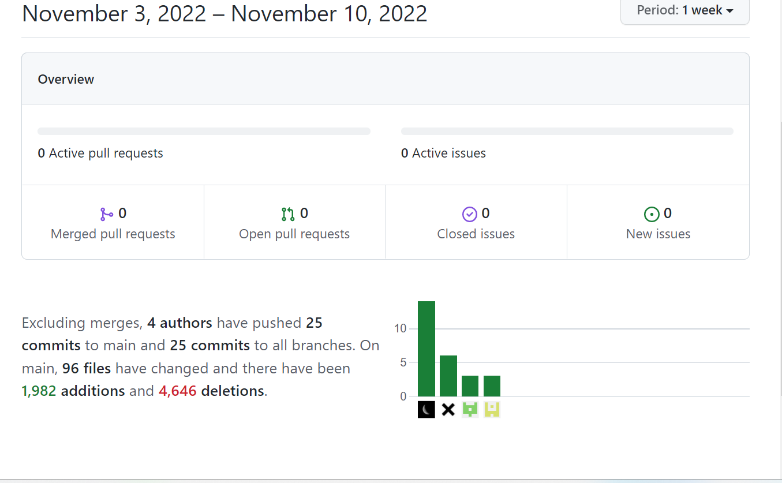 November 3, 2022 – November 10, 2022
Period: 1 week
Overview
0 Active pull requests
0 Active issues
0
Merged pull requests
0
Open pull requests
0
Closed issues
0
New issues
Excluding merges, 4 authors have pushed 25
commits to main and 25 commits to all branches. On
main, 96 files have changed and there have been
1,982 additions and 4,646 deletions.
10
5
0